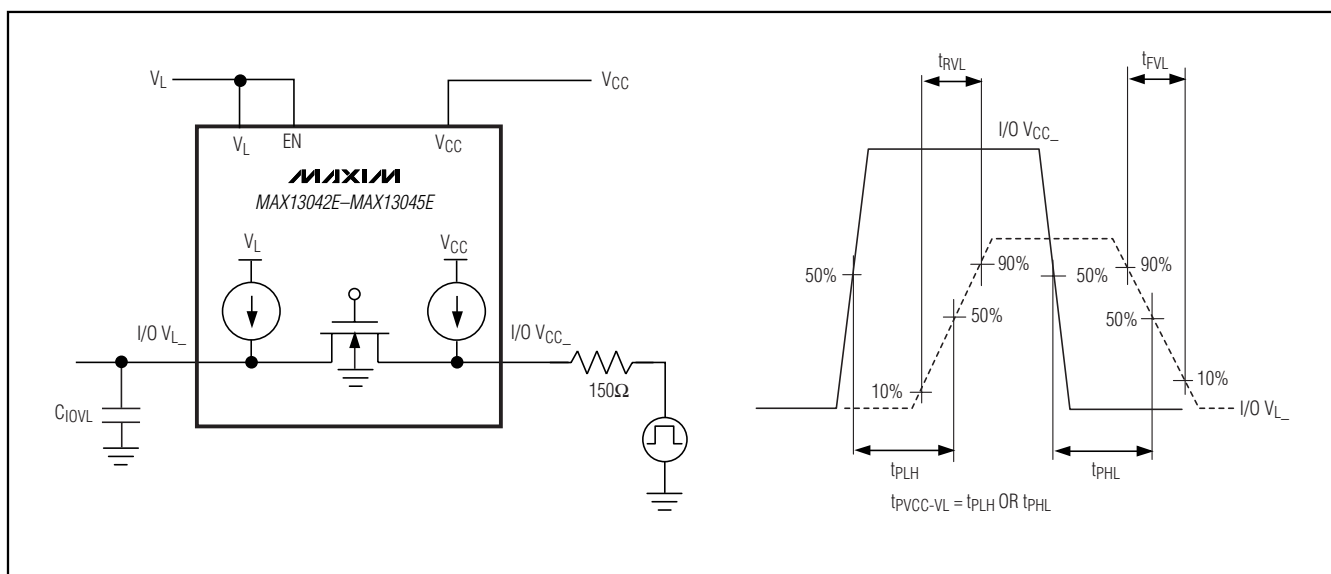 V_L
V_CC
V_L
EN
V_CC
MAXIM
MAX13042E–MAX13045E
V_L
V_CC
I/O V_L_
I/O V_CC_
150Ω
C_IOVL
t_RVL
t_FVL
I/O V_CC_
50%
90%
50%
10%
50%
90%
50%
10%
I/O V_L_
t_PLH
t_PHL
t_PVCC-VL = t_PLH OR t_PHL